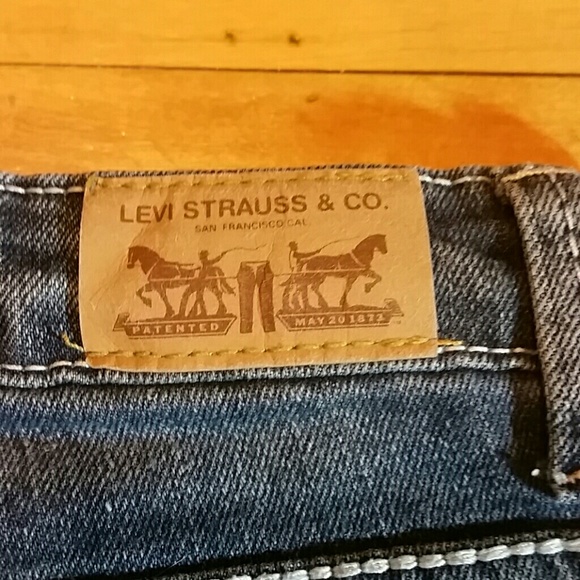 LEVI STRAUSS & CO.
SAN FRANCISCO CAL
PATENTED
MAY 20 1873